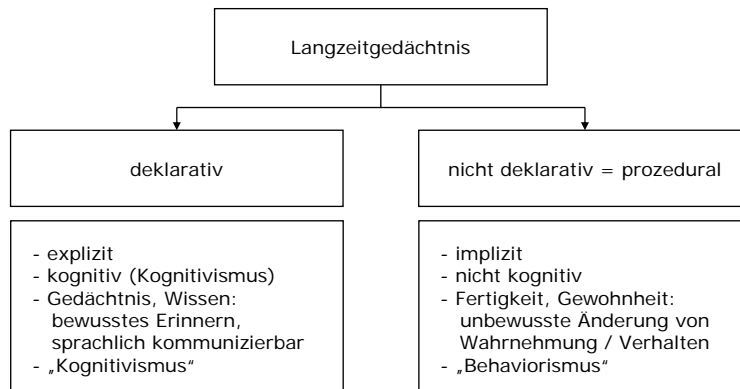 Langzeitgedächtnis
deklarativ
nicht deklarativ = prozedural
- explizit
- kognitiv (Kognitivismus)
- Gedächtnis, Wissen:
bewusstes Erinnern,
sprachlich kommunizierbar
- „Kognitivismus“
- implizit
- nicht kognitiv
- Fertigkeit, Gewohnheit:
unbewusste Änderung von
Wahrnehmung / Verhalten
- „Behaviorismus“